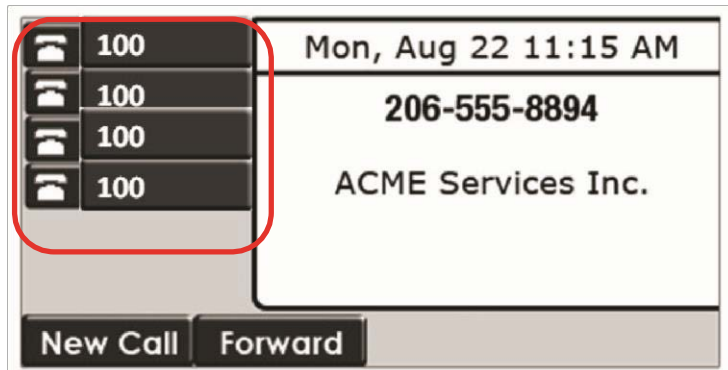 100
100
100
100
Mon, Aug 22 11:15 AM
206-555-8894
ACME Services Inc.
New Call
Forward